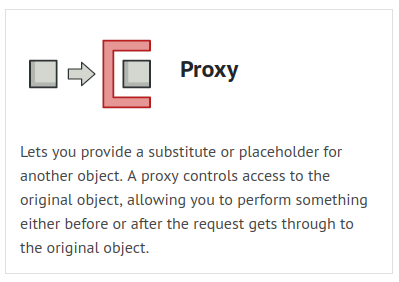 Proxy
Lets you provide a substitute or placeholder for
another object. A proxy controls access to the
original object, allowing you to perform something
either before or after the request gets through to
the original object.